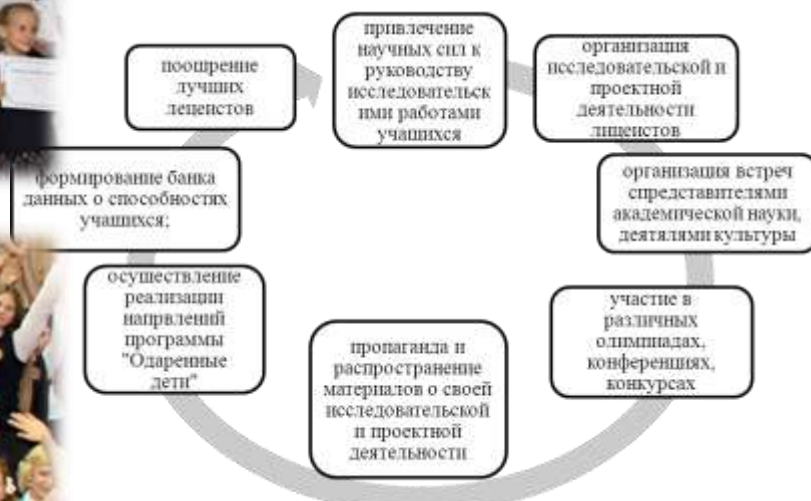 привлечение
научных сил к
руководству
исследовательск
ими работами
учащихся
организация
исследовательской и
проектной
деятельности
лицеистов
организация встреч
спредставителями
академической науки,
деятялями культуры
участие в
различных
олимпиадах,
конференциях,
конкурсах
пропаганда и
распространение
материалов о своей
исследовательской
и проектной
деятельности
осуществление
реализации
напрвлений
программы
"Одаренные
дети"
формирование банка
данных о способностях
учащихся;
поощрение
лучших
лецеистов